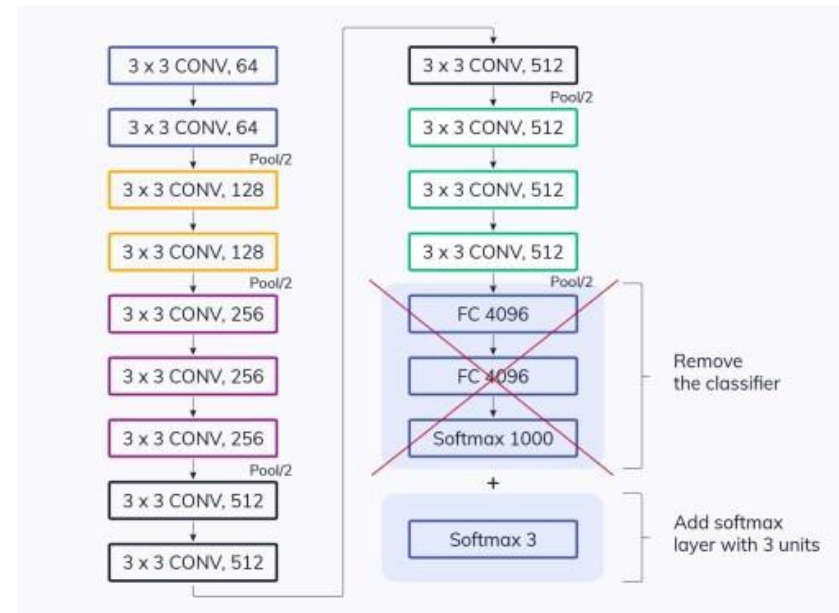 3 x 3 CONV, 64
3 x 3 CONV, 64
Pool/2
3 x 3 CONV, 128
3 x 3 CONV, 128
Pool/2
3 x 3 CONV, 256
3 x 3 CONV, 256
3 x 3 CONV, 256
Pool/2
3 x 3 CONV, 512
3 x 3 CONV, 512
3 x 3 CONV, 512
Pool/2
3 x 3 CONV, 512
3 x 3 CONV, 512
3 x 3 CONV, 512
Pool/2
FC 4096
FC 4096
Softmax 1000
Remove
the classifier
+
Softmax 3
Add softmax
layer with 3 units